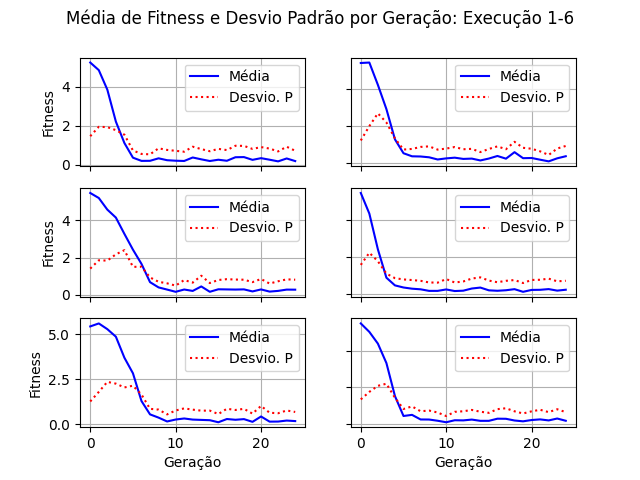 Média de Fitness e Desvio Padrão por Geração: Execução 1-6
Fitness
4
2
0
Média
Desvio. P
Média
Desvio. P
Fitness
4
2
0
Média
Desvio. P
Média
Desvio. P
Fitness
5.0
2.5
0.0
Média
Desvio. P
Média
Desvio. P
0 10 20
0 10 20
Geração
Geração